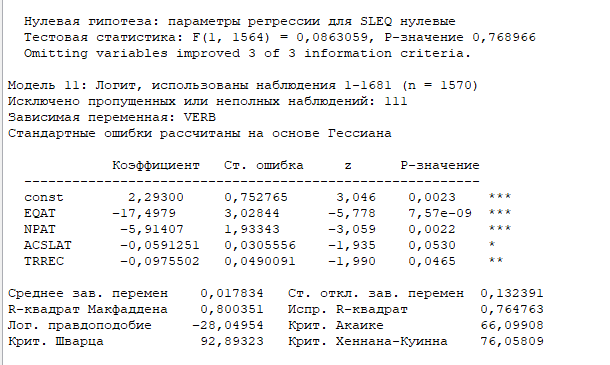 Нулевая гипотеза: параметры регрессии для SLEQ нулевые
Тестовая статистика: F(1, 1564) = 0,0863059, P-значение 0,768966
Omitting variables improved 3 of 3 information criteria.
Модель 11: Логит, использованы наблюдения 1-1681 (n = 1570)
Исключено пропущенных или неполных наблюдений: 111
Зависимая переменная: VERB
Стандартные ошибки рассчитаны на основе Гессиана
Коэффициент Ст. ошибка z P-значение
-----------------------------------------------------------
const 2,29300 0,752765 3,046 0,0023 ***
EQAT −17,4979 3,02844 −5,778 7,57e-09 ***
NPAT −5,91407 1,93343 −3,059 0,0022 ***
ACSLAT −0,0591251 0,0305556 −1,935 0,0530 *
TRREC −0,0975502 0,0490091 −1,990 0,0465 **
Среднее зав. перемен 0,017834 Ст. откл. зав. перемен 0,132391
R-квадрат Макфаддена 0,800351 Испр. R-квадрат 0,764763
Лог. правдоподобие −28,04954 Крит. Акаике 66,09908
Крит. Шварца 92,89323 Крит. Хеннана-Куинна 76,05809